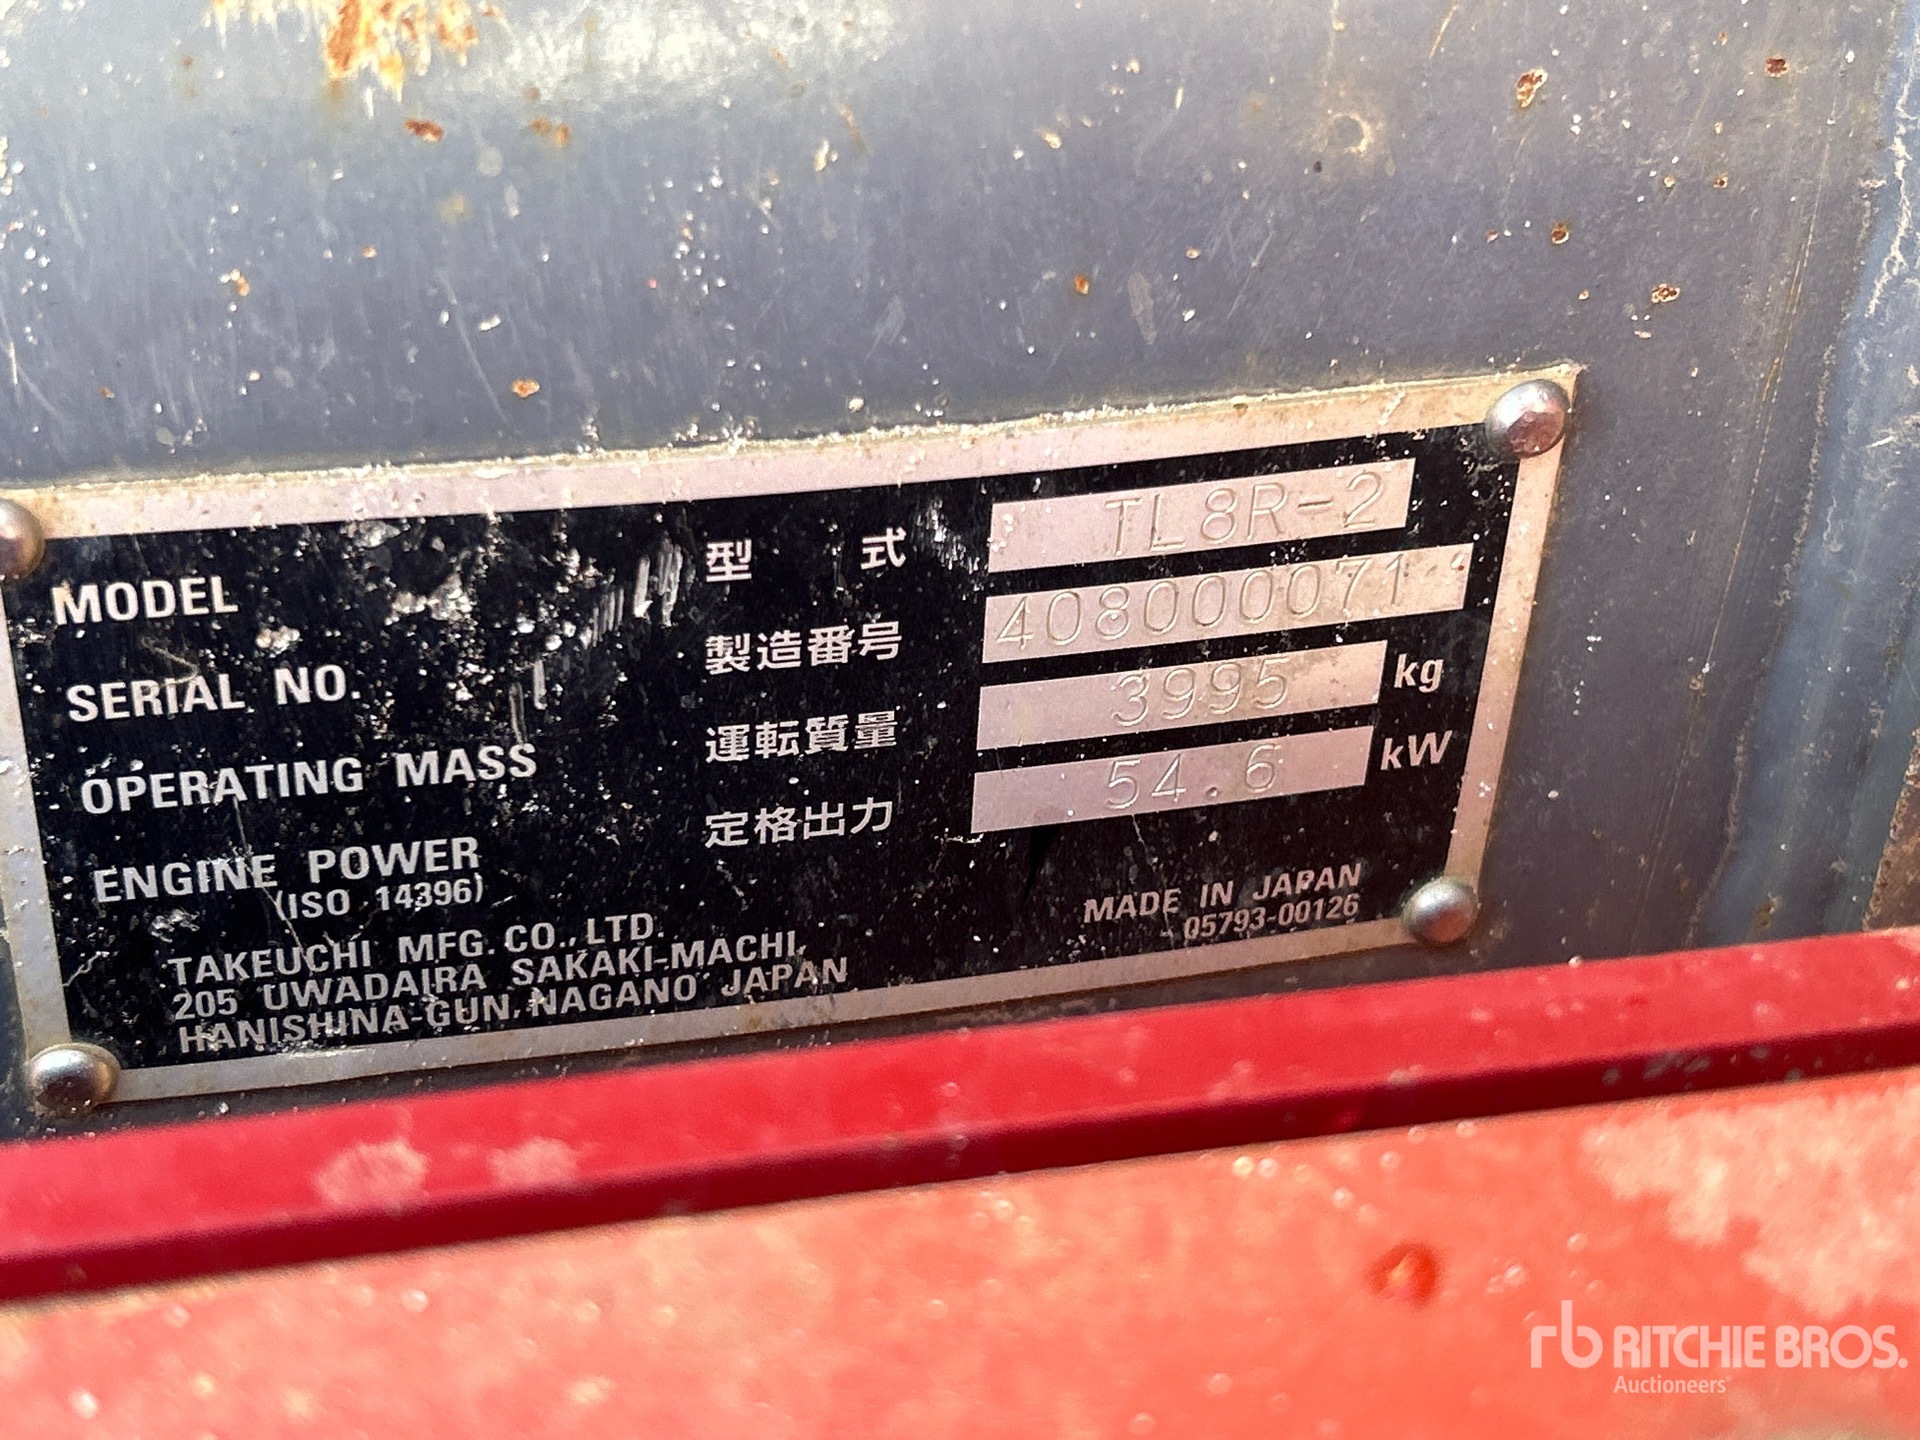 MODEL 型式 TL8R-2
SERIAL NO. 製造番号 408000071
OPERATING MASS 運転質量 3995 kg
ENGINE POWER 定格出力 54.6 kW
(ISO 14396)
TAKEUCHI MFG. CO., LTD.
205 UWADAIRA SAKAKI-MACHI,
HANISHINA-GUN, NAGANO JAPAN
MADE IN JAPAN
05793-00126
rb RITCHIE BROS.
Auctioneers